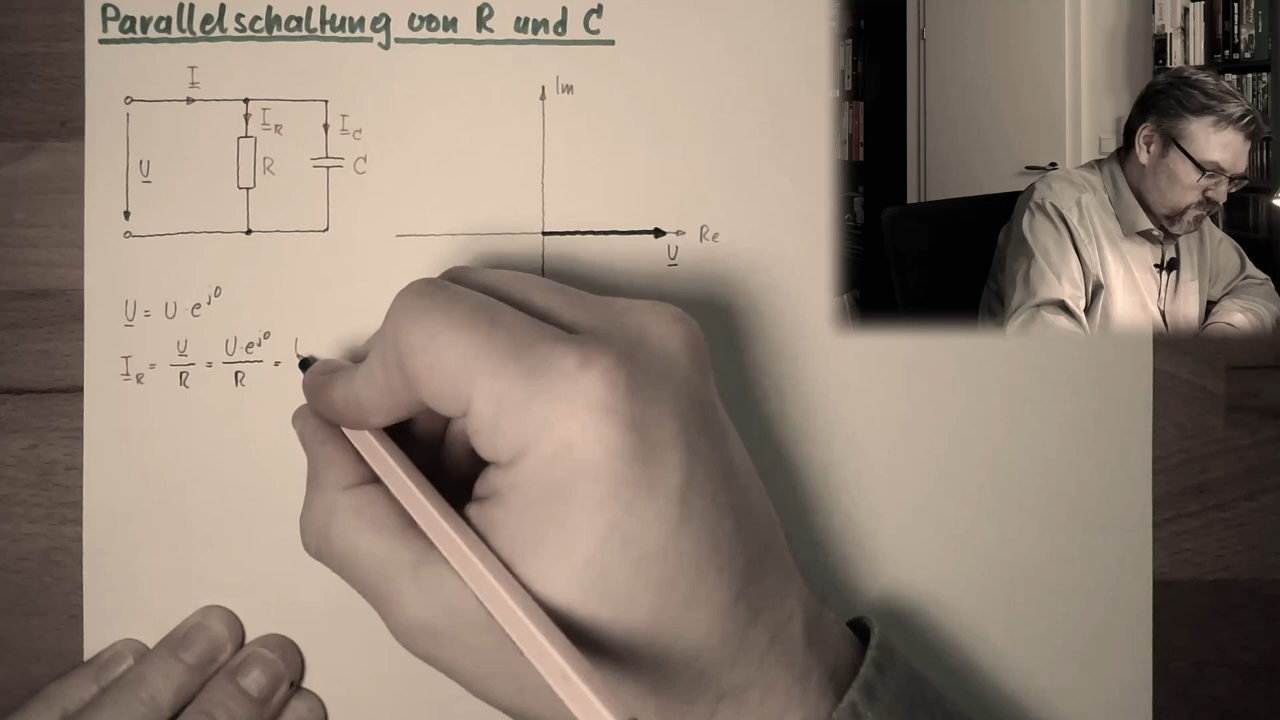 Parallelschaltung von R und C
I
I_R
I_C
U
R
C
Im
Re
U
U = U · e^j0
I_R = U/R = U·e^j0/R =